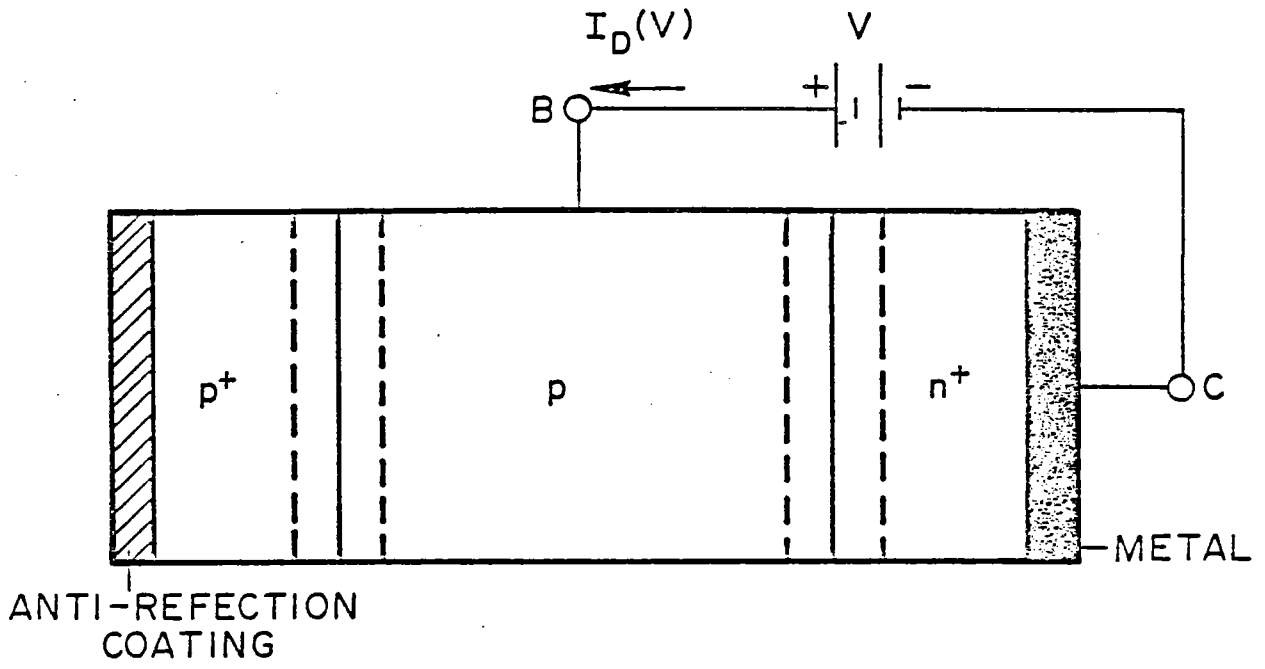 I_D(V) V
+ −
B
C
p⁺ p n⁺
METAL
ANTI-REFECTION
COATING